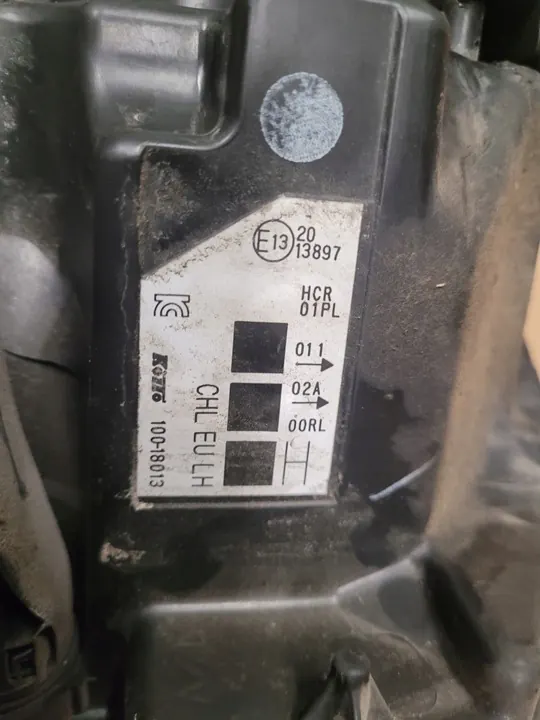 E13
20
13897
HCR
01PL
011
02A
00RL
KOITO
100-18013
CHL EU LH